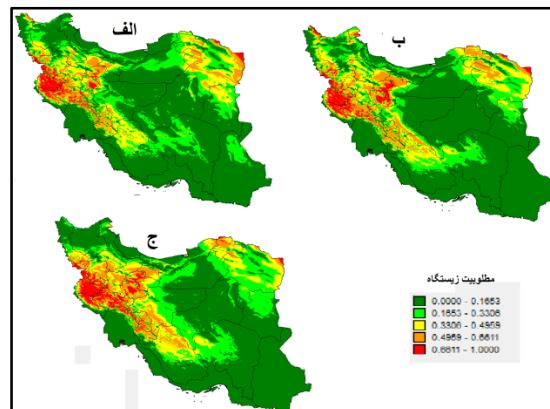 الف
ب
ج
مطلوبیت زیستگاه
0.0000 - 0.1653
0.1653 - 0.3306
0.3306 - 0.4959
0.4959 - 0.6611
0.6611 - 1.0000